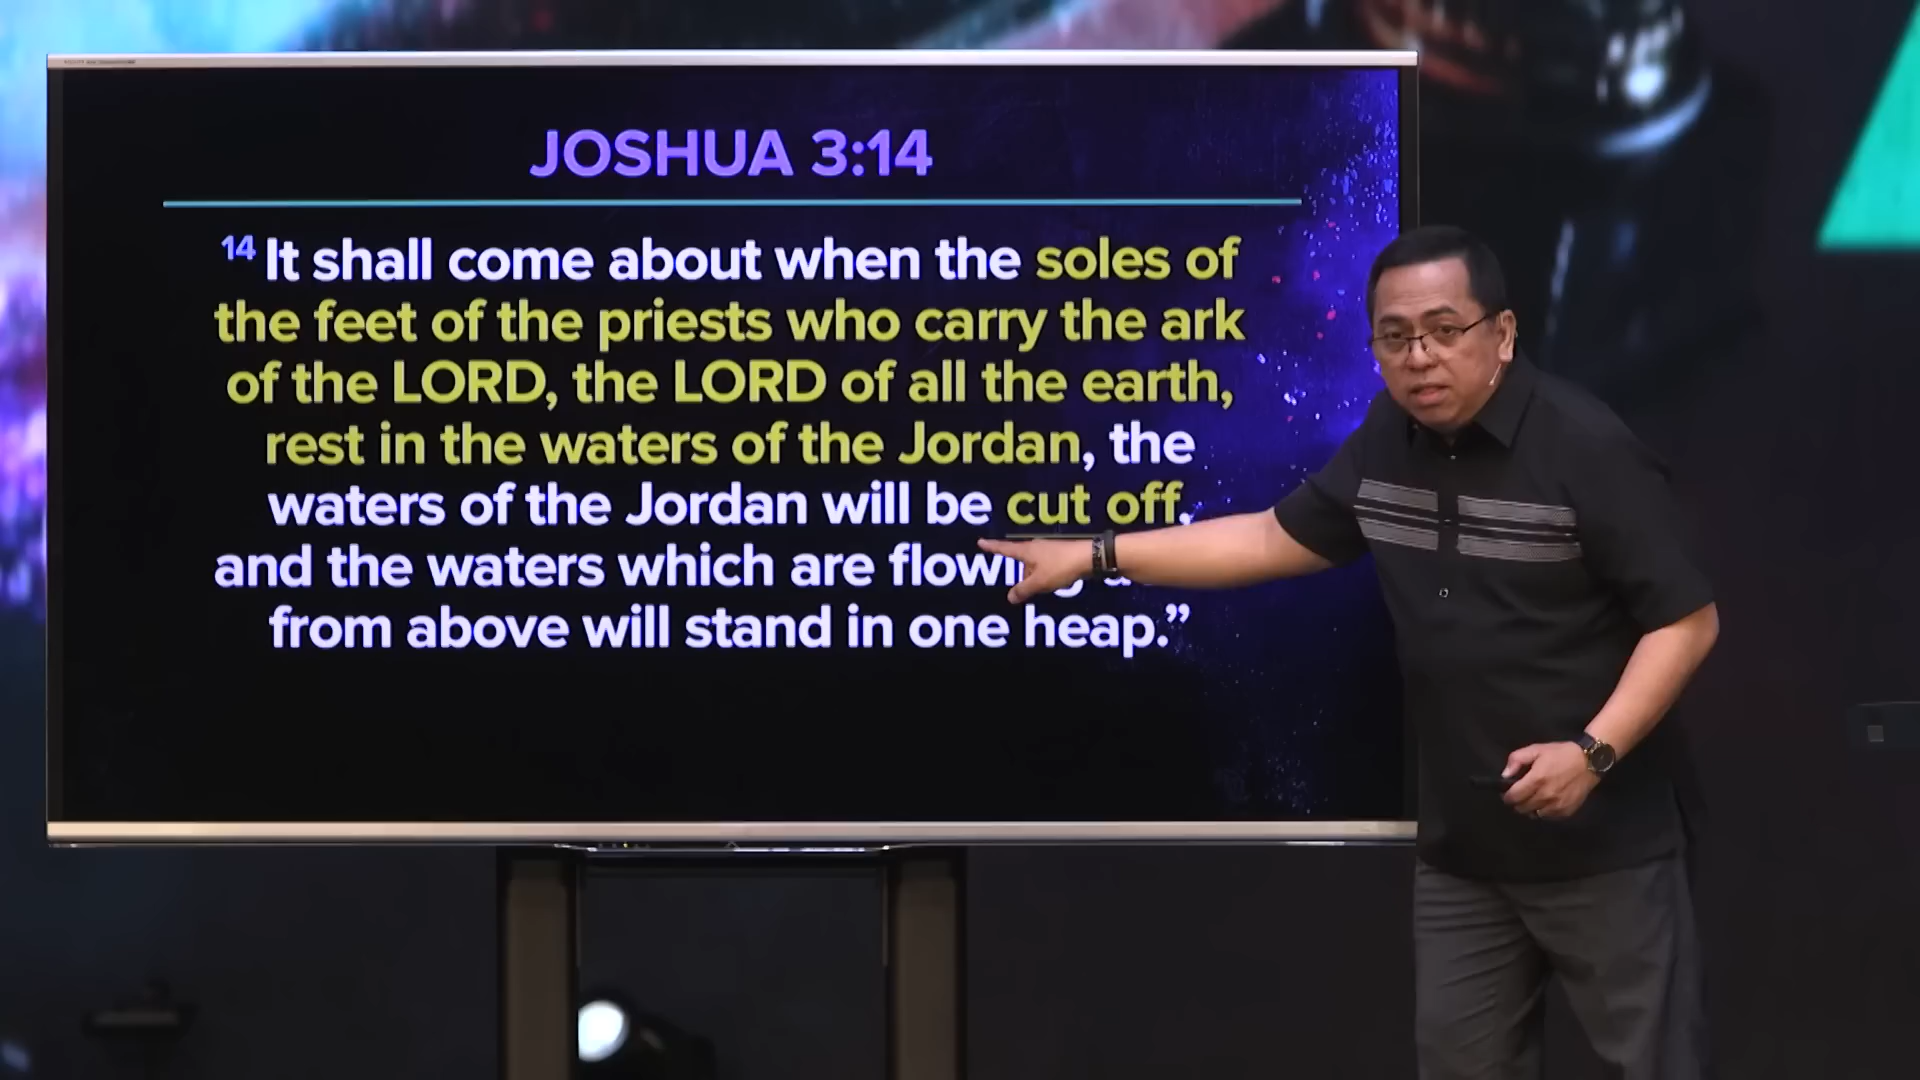 JOSHUA 3:14
14 It shall come about when the soles of
the feet of the priests who carry the ark
of the LORD, the LORD of all the earth,
rest in the waters of the Jordan, the
waters of the Jordan will be cut off,
and the waters which are
from above will stand in one heap.”